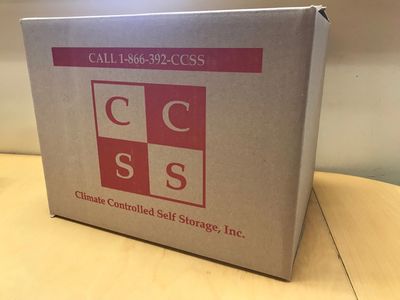 CALL 1-866-392-CCSS
C C
S S
Climate Controlled Self Storage, Inc.